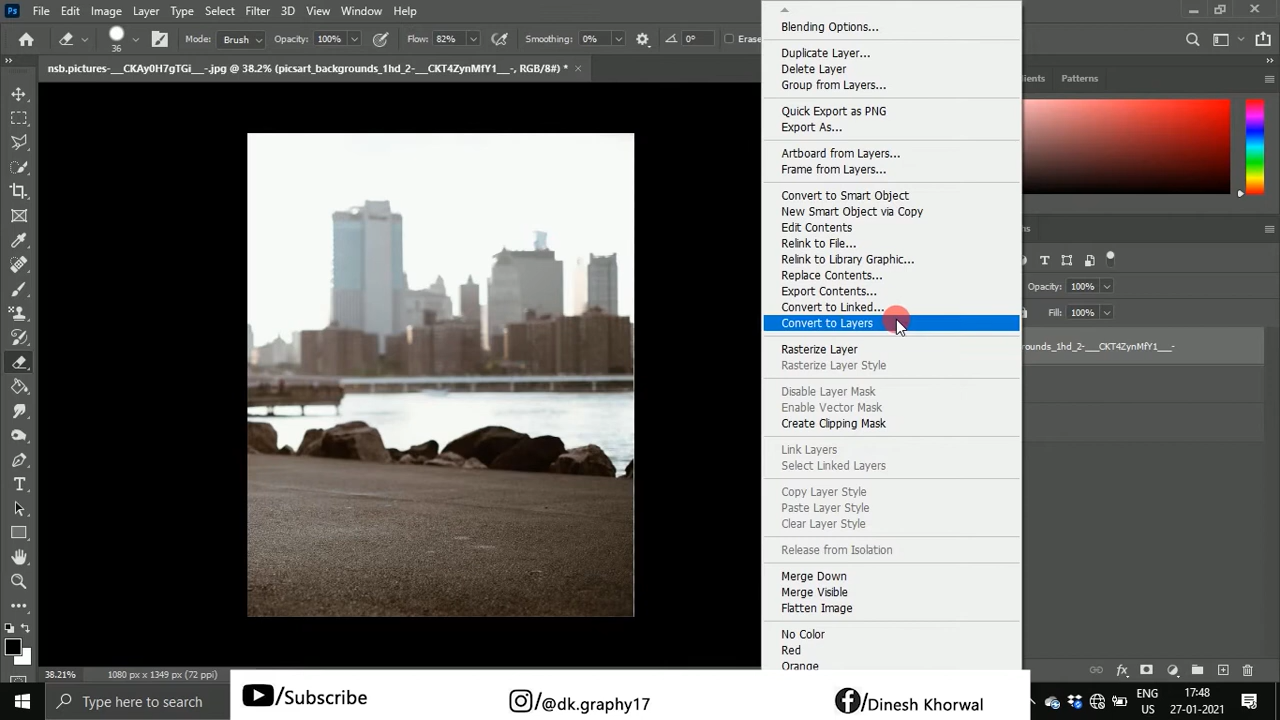 File Edit Image Layer Type Select Filter 3D View Window Help
36 Mode: Brush Opacity: 100% Flow: 82% Smoothing: 0% 0° Erase
nsb.pictures-___CKAy0H7gTGi___-.jpg @ 38.2% (picsart_backgrounds_1hd_2-___CKT4ZynMfY1___-, RGB/8#) * ×
Blending Options...
Duplicate Layer...
Delete Layer
Group from Layers...
Quick Export as PNG
Export As...
Artboard from Layers...
Frame from Layers...
Convert to Smart Object
New Smart Object via Copy
Edit Contents
Relink to File...
Relink to Library Graphic...
Replace Contents...
Export Contents...
Convert to Linked...
Convert to Layers
Rasterize Layer
Rasterize Layer Style
Disable Layer Mask
Enable Vector Mask
Create Clipping Mask
Link Layers
Select Linked Layers
Copy Layer Style
Paste Layer Style
Clear Layer Style
Release from Isolation
Merge Down
Merge Visible
Flatten Image
No Color
Red
Orange
Patterns
Opacity: 100%
Fill: 100%
ounds_1hd_2-___CKT4ZynMfY1___-
38.21% 1080 px x 1349 px (72 ppi)
Type here to search
/Subscribe
/@dk.graphy17
/Dinesh Khorwal
ENG
US
17:48
27-01-2021